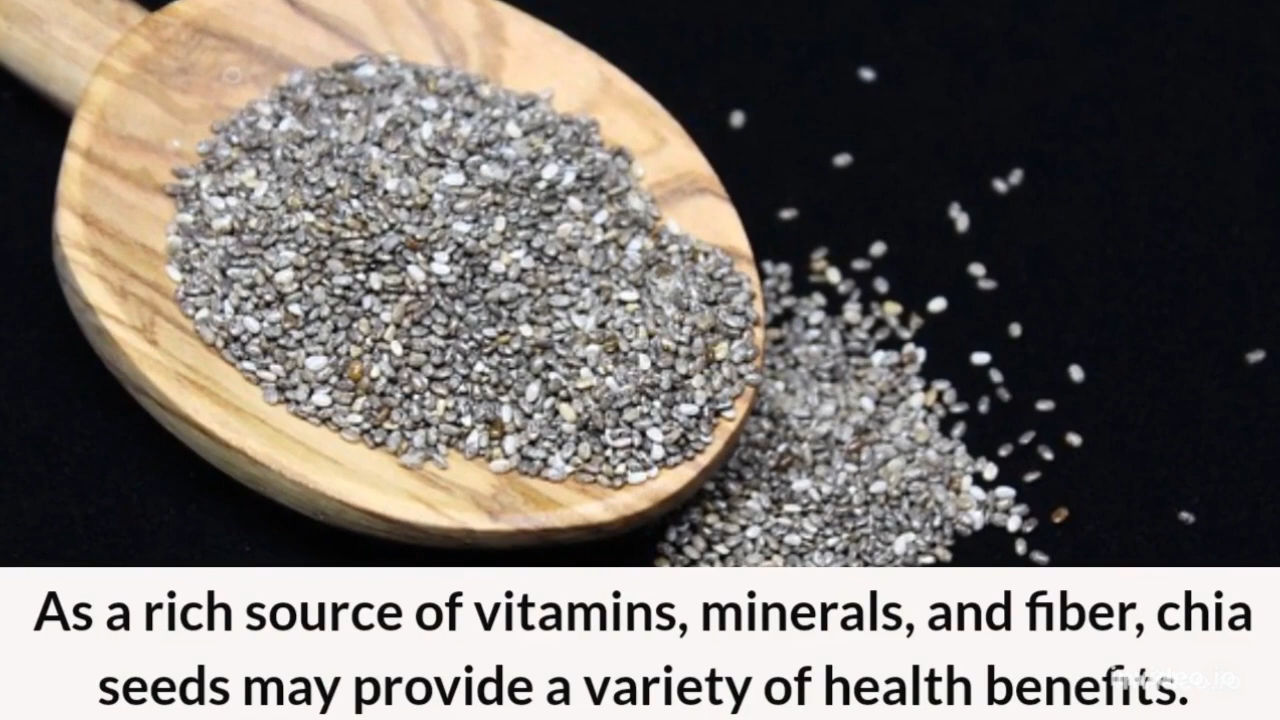 As a rich source of vitamins, minerals, and fiber, chia
seeds may provide a variety of health benefits.